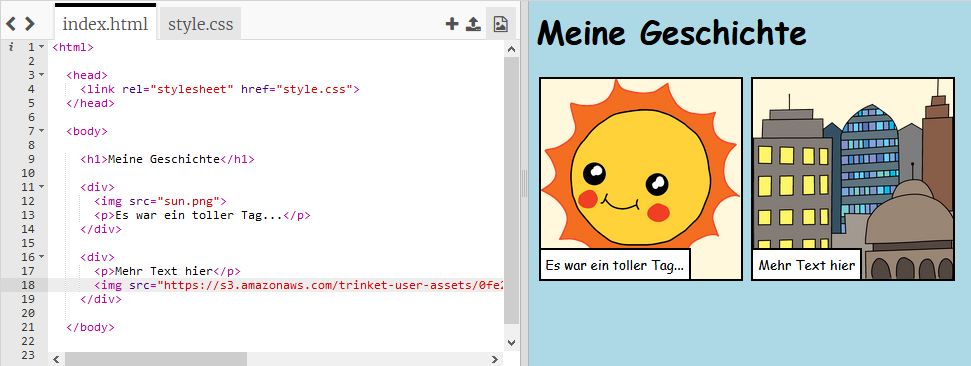 index.html style.css
i 1 <html>
2
3 <head>
4 <link rel="stylesheet" href="style.css">
5 </head>
6
7 <body>
8
9 <h1>Meine Geschichte</h1>
10
11 <div>
12 <img src="sun.png">
13 <p>Es war ein toller Tag...</p>
14 </div>
15
16 <div>
17 <p>Mehr Text hier</p>
18 <img src="https://s3.amazonaws.com/trinket-user-assets/0fe2
19 </div>
20
21 </body>
22
23
Meine Geschichte
Es war ein toller Tag...
Mehr Text hier